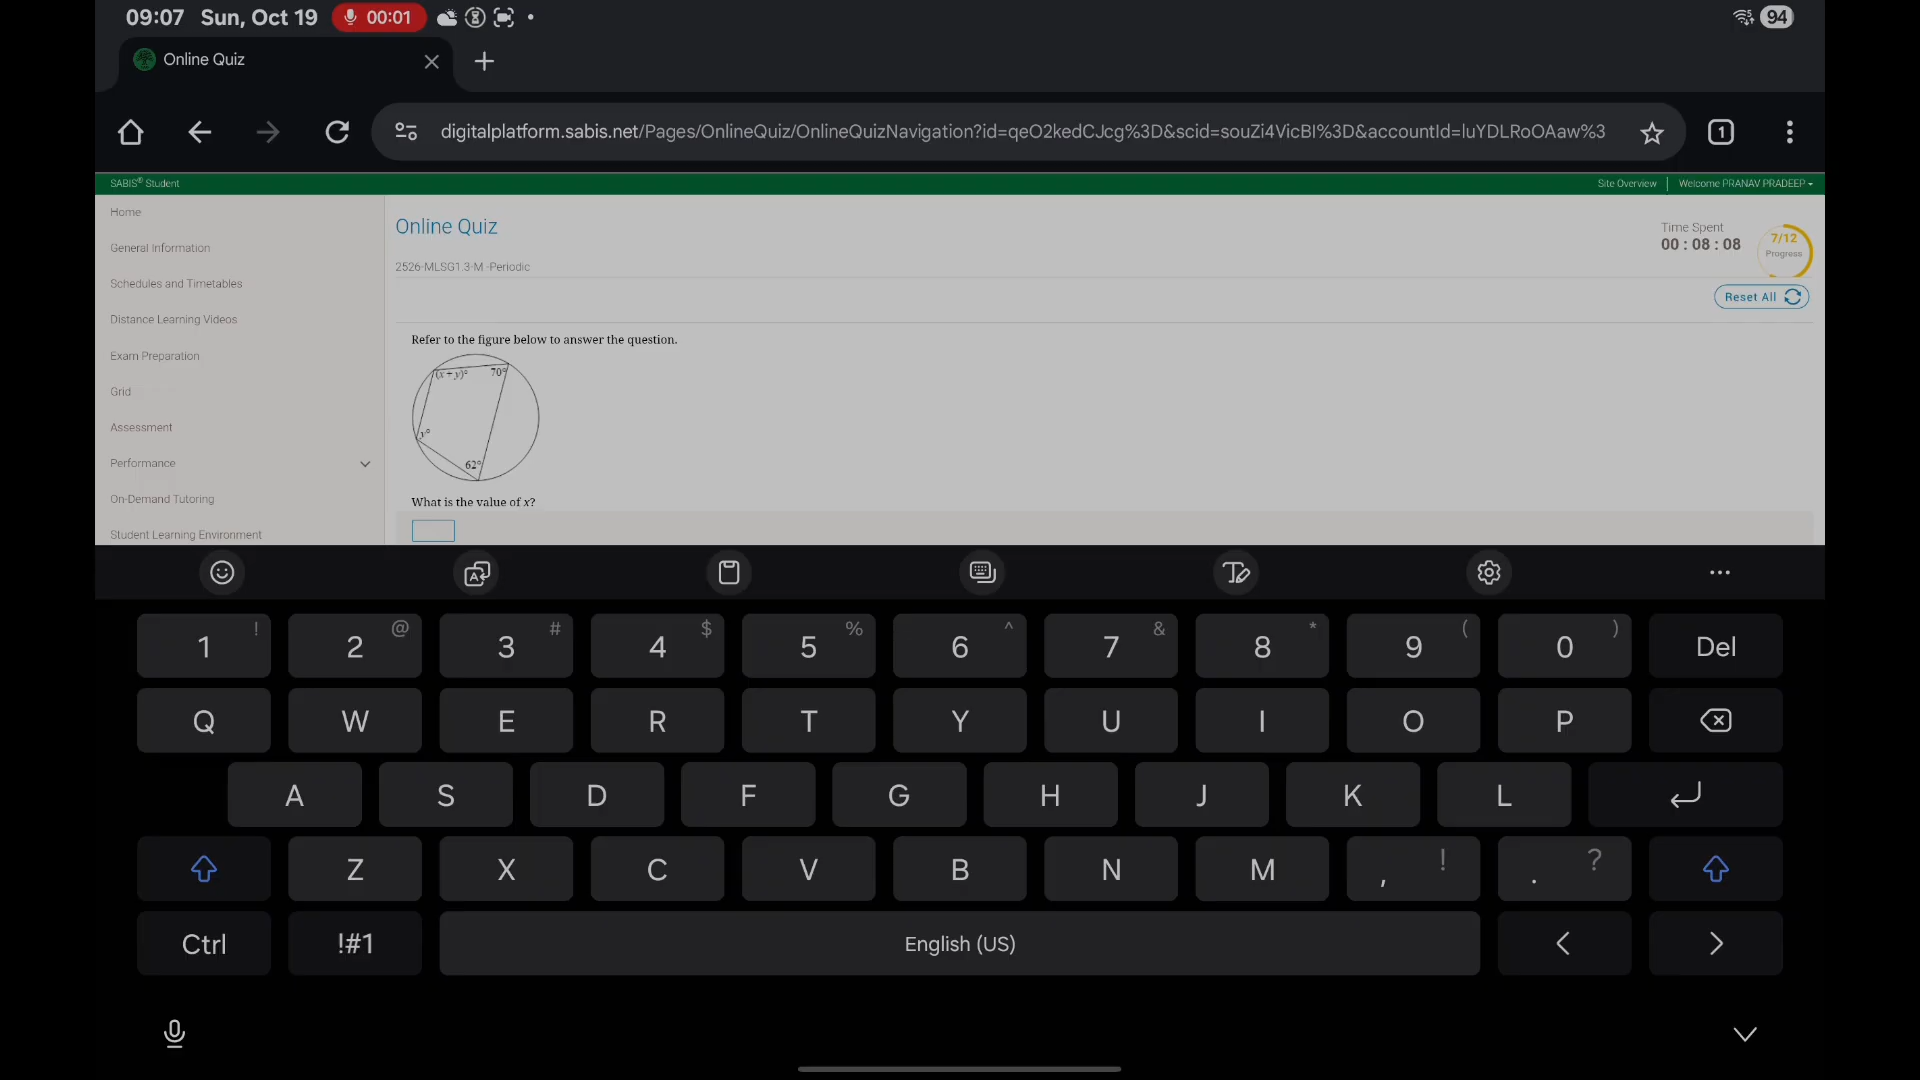 09:07 Sun, Oct 19 00:01 94
Online Quiz
digitalplatform.sabis.net/Pages/OnlineQuiz/OnlineQuizNavigation?id=qeO2kedCJcg%3D&scid=souZi4VicBI%3D&accountId=luYDLRoOAaw%3
1
SABIS® Student
Site Overview
Welcome PRANAV PRADEEP
Home
General Information
Schedules and Timetables
Distance Learning Videos
Exam Preparation
Grid
Assessment
Performance
On-Demand Tutoring
Student Learning Environment
Online Quiz
Time Spent
00 : 08 : 08
7/12
Progress
2526-MLSG1.3-M -Periodic
Reset All
Refer to the figure below to answer the question.
(x + y)° 70°
62°
What is the value of x?
1 ! 2 @ 3 # 4 $ 5 % 6 ^ 7 & 8 * 9 ( 0 ) Del
Q W E R T Y U I O P
A S D F G H J K L
Z X C V B N M , ! . ?
Ctrl !#1 English (US) < >